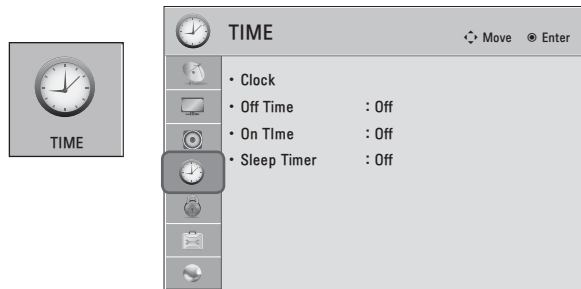 TIME
TIME
Move Enter
• Clock
• Off Time : Off
• On TIme : Off
• Sleep Timer : Off